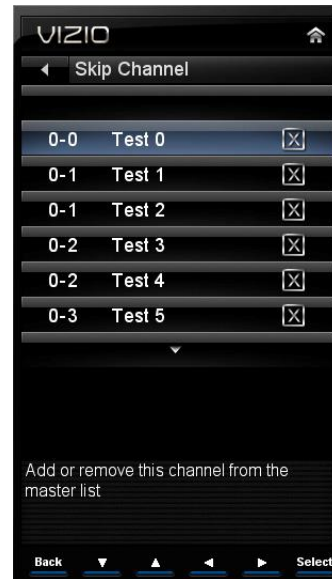 VIZIO
Skip Channel
0-0 Test 0 X
0-1 Test 1 X
0-1 Test 2 X
0-2 Test 3 X
0-2 Test 4 X
0-3 Test 5 X
Add or remove this channel from the
master list
Back Select